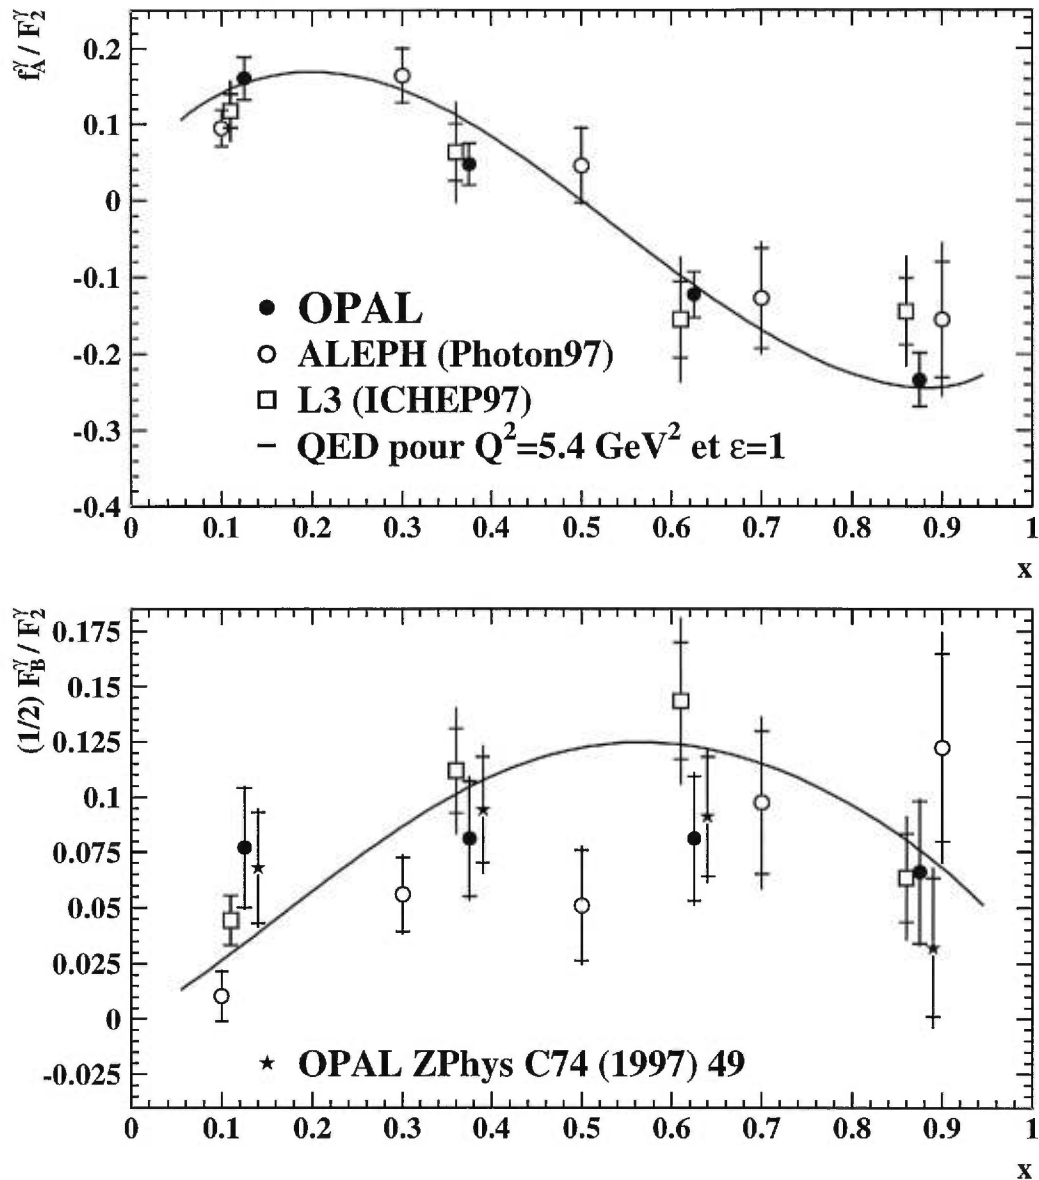 f_A^γ / F_2^γ
0.2
0.1
0
-0.1
-0.2
-0.3
-0.4
OPAL
ALEPH (Photon97)
L3 (ICHEP97)
QED pour Q²=5.4 GeV² et ε=1
0 0.1 0.2 0.3 0.4 0.5 0.6 0.7 0.8 0.9 1
x
(1/2) F_B^γ / F_2^γ
0.175
0.15
0.125
0.1
0.075
0.05
0.025
0
-0.025
OPAL ZPhys C74 (1997) 49
0 0.1 0.2 0.3 0.4 0.5 0.6 0.7 0.8 0.9 1
x